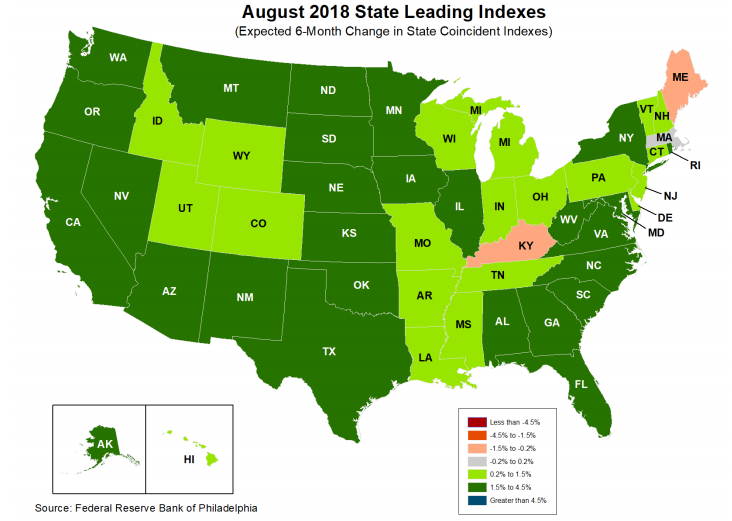 August 2018 State Leading Indexes
(Expected 6-Month Change in State Coincident Indexes)
WA
MT
ND
MN
ME
OR
ID
SD
WI
MI
MI
VT
NH
NY
MA
CT
RI
WY
IA
PA
NJ
NV
NE
IL
IN
OH
DE
MD
CA
UT
CO
KS
MO
KY
WV
VA
NC
AZ
NM
OK
AR
TN
SC
TX
LA
MS
AL
GA
FL
AK
HI
Less than -4.5%
-4.5% to -1.5%
-1.5% to -0.2%
-0.2% to 0.2%
0.2% to 1.5%
1.5% to 4.5%
Greater than 4.5%
Source: Federal Reserve Bank of Philadelphia